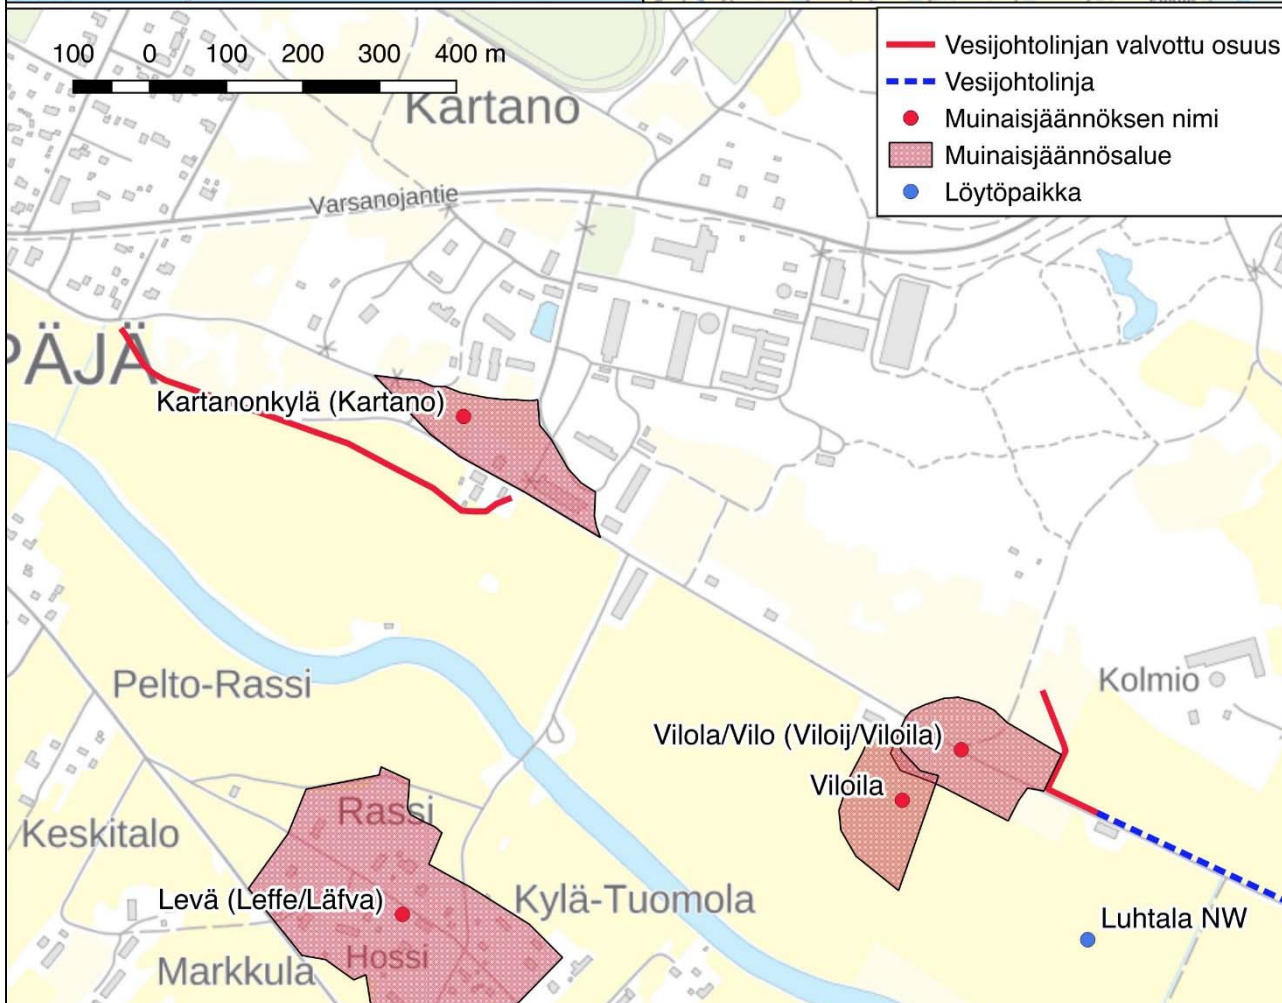 100 0 100 200 300 400 m
Vesijohtolinjan valvottu osuus
Vesijohtolinja
Muinaisjäännöksen nimi
Muinaisjäännösalue
Löytöpaikka
Kartano
Varsanojantie
PÄJÄ
Kartanonkylä (Kartano)
Pelto-Rassi
Kolmio
Vilola/Vilo (Viloij/Viloila)
Viloila
Rassi
Keskitalo
Levä (Leffe/Läfva)
Kylä-Tuomola
Luhtala NW
Hossi
Markkula